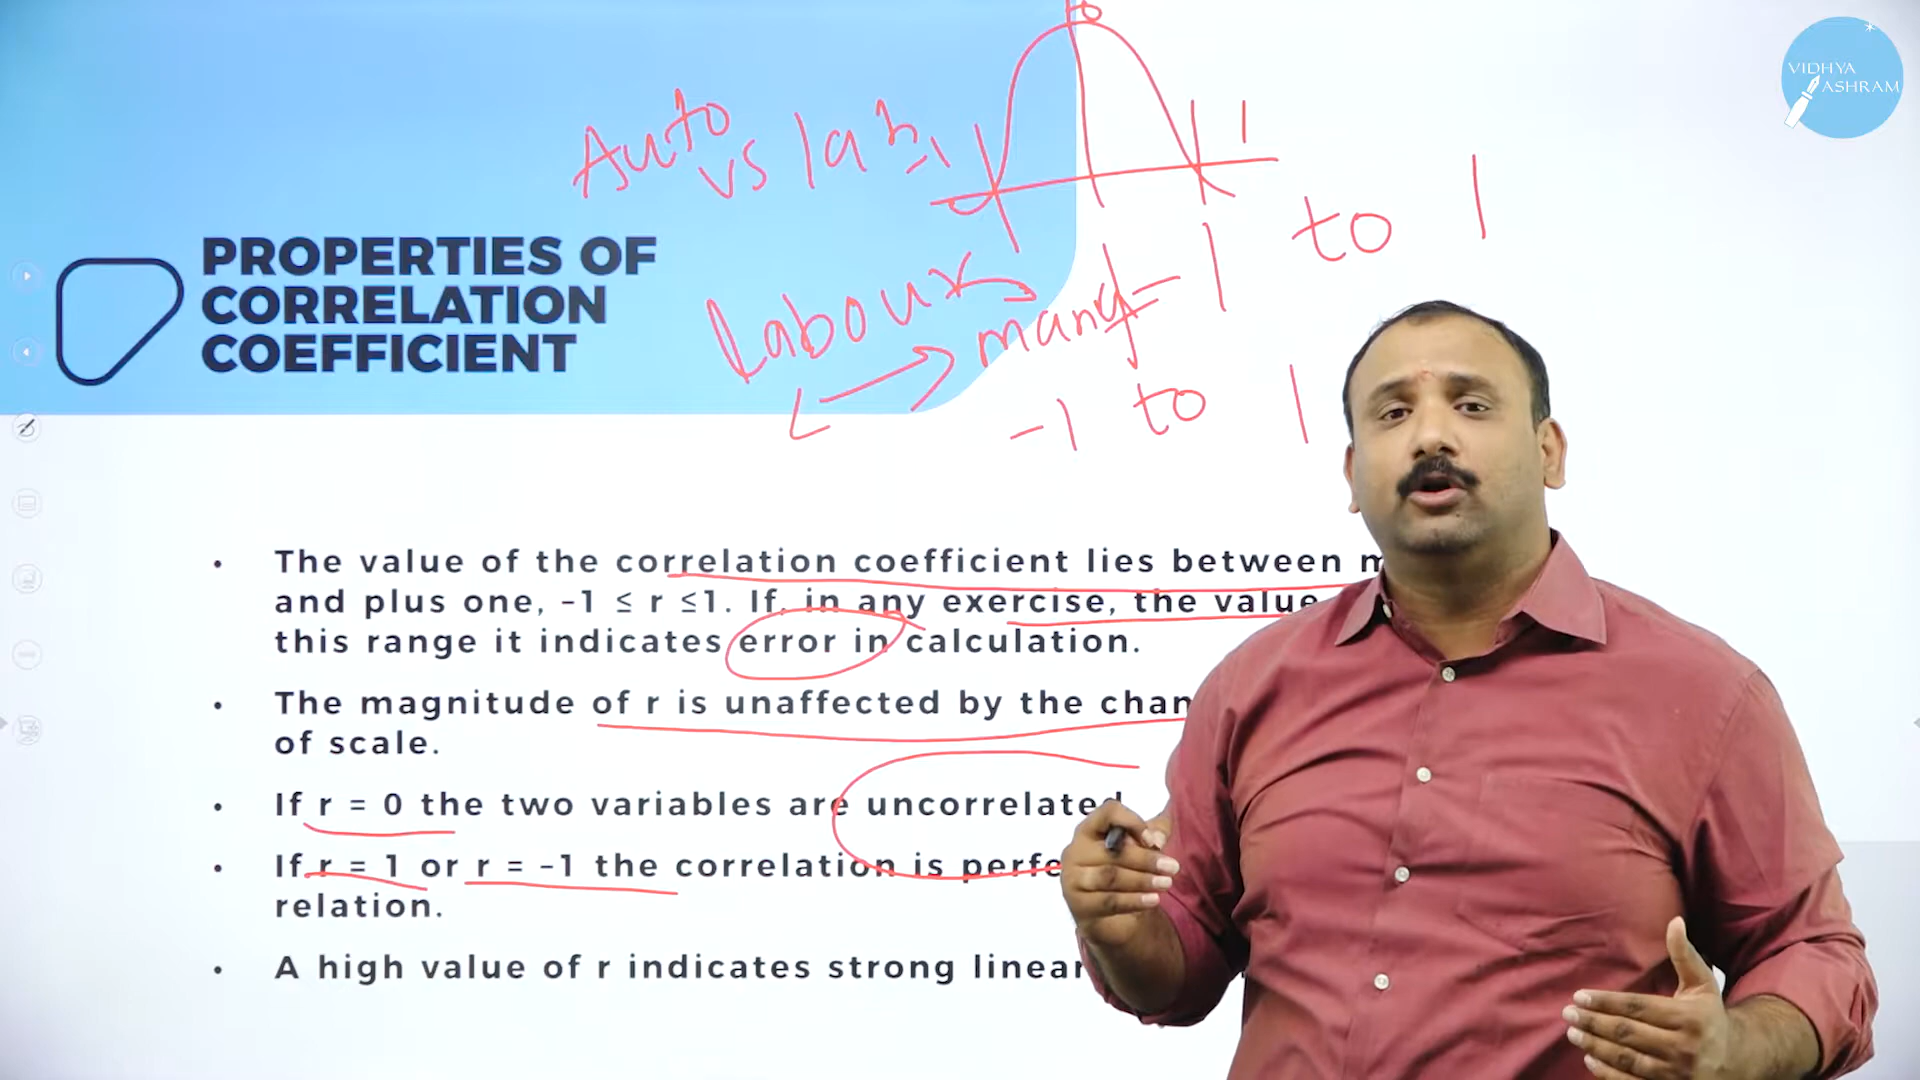 VIDHYA
ASHRAM
Auto
vs
-1
1
Labour
many
-1 to 1
-1 to 1
PROPERTIES OF
CORRELATION
COEFFICIENT
• The value of the correlation coefficient lies between
and plus one, -1 ≤ r ≤1. If, in any exercise, the value
this range it indicates error in calculation.
• The magnitude of r is unaffected by the
of scale.
• If r = 0 the two variables are uncorrelated
• If r = 1 or r = -1 the correlation is
relation.
• A high value of r indicates strong linear